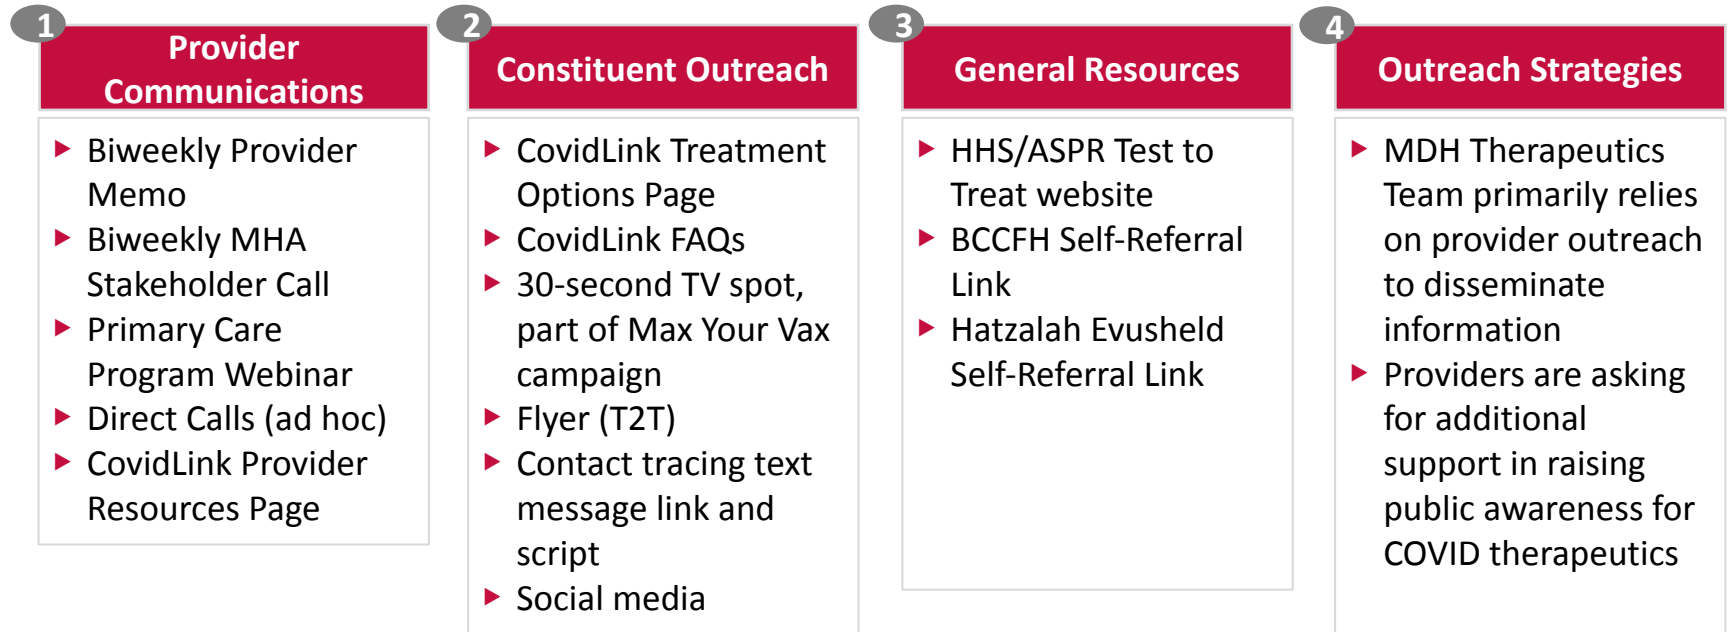 1
Provider
Communications
▶ Biweekly Provider
Memo
▶ Biweekly MHA
Stakeholder Call
▶ Primary Care
Program Webinar
▶ Direct Calls (ad hoc)
▶ CovidLink Provider
Resources Page
2
Constituent Outreach
▶ CovidLink Treatment
Options Page
▶ CovidLink FAQs
▶ 30-second TV spot,
part of Max Your Vax
campaign
▶ Flyer (T2T)
▶ Contact tracing text
message link and
script
▶ Social media
3
General Resources
▶ HHS/ASPR Test to
Treat website
▶ BCCFH Self-Referral
Link
▶ Hatzalah Evusheld
Self-Referral Link
4
Outreach Strategies
▶ MDH Therapeutics
Team primarily relies
on provider outreach
to disseminate
information
▶ Providers are asking
for additional
support in raising
public awareness for
COVID therapeutics